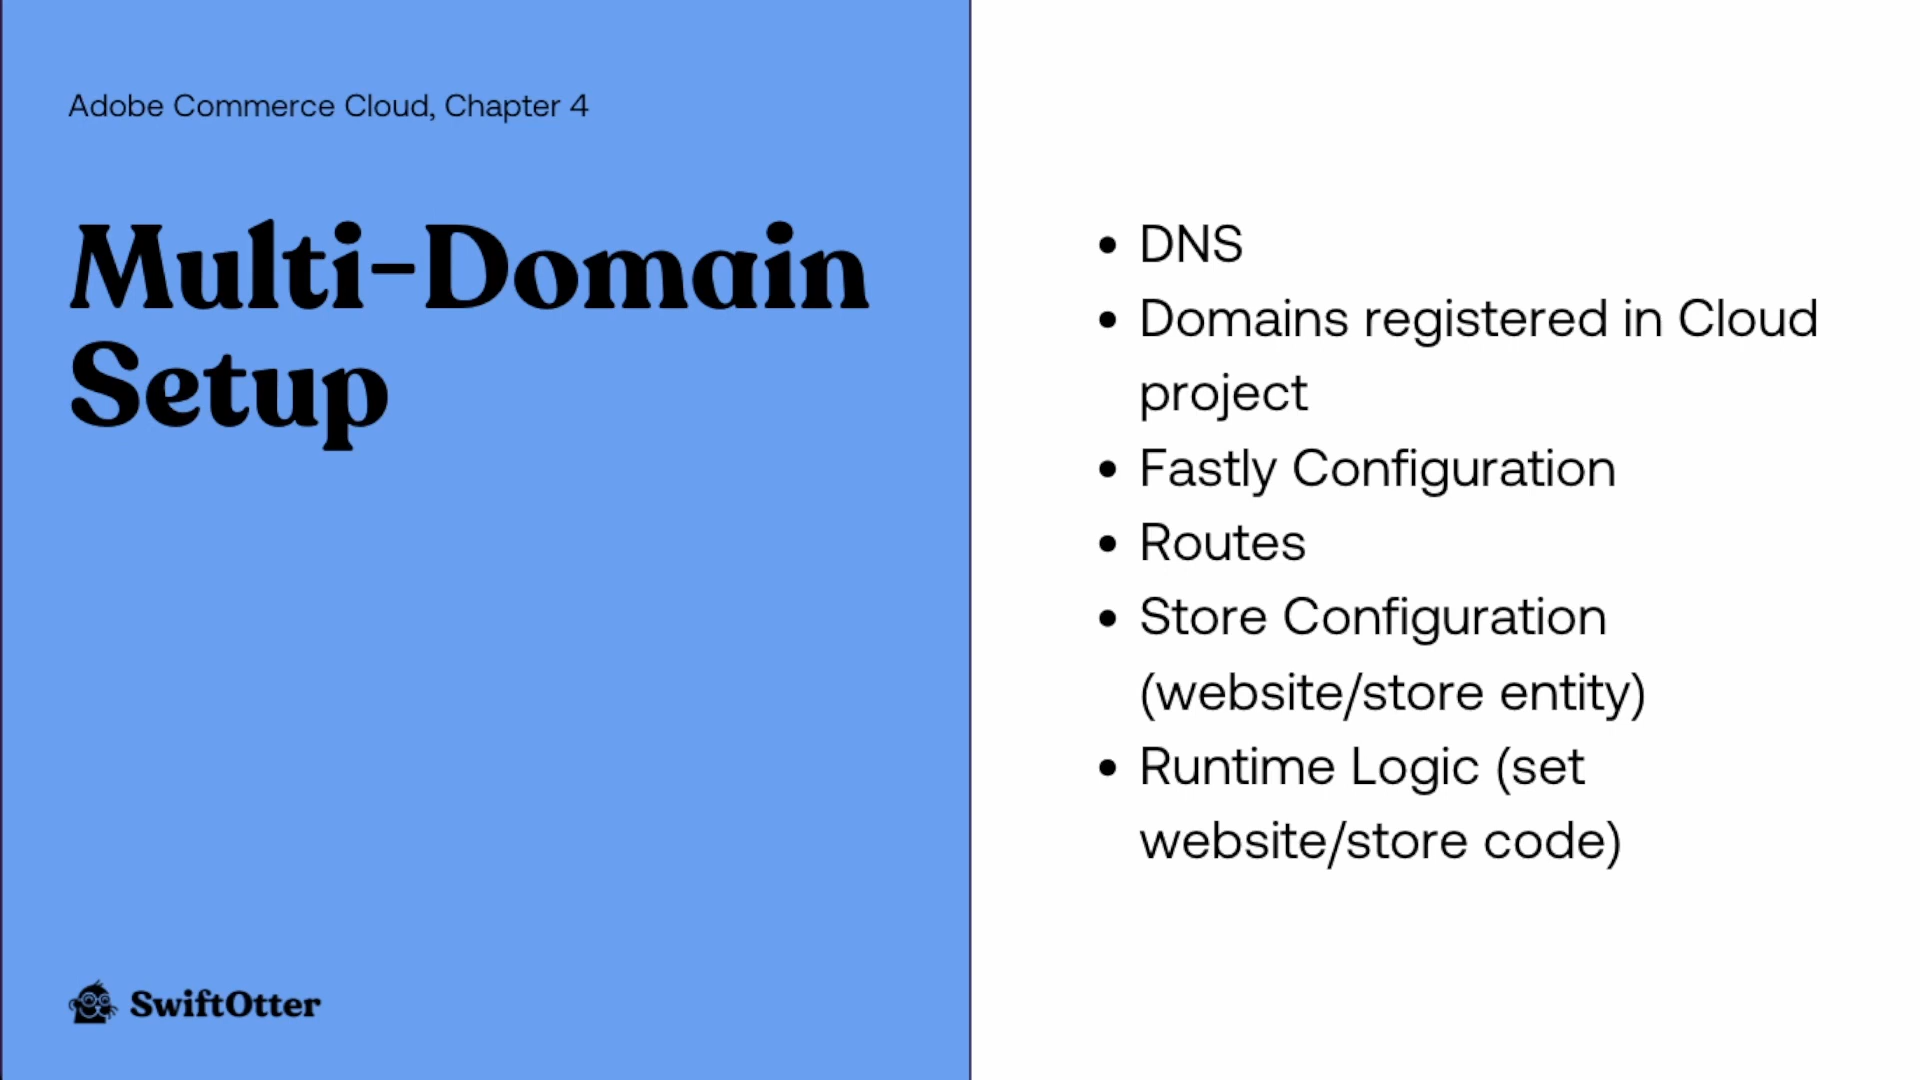 Adobe Commerce Cloud, Chapter 4
Multi-Domain
Setup
• DNS
• Domains registered in Cloud
project
• Fastly Configuration
• Routes
• Store Configuration
(website/store entity)
• Runtime Logic (set
website/store code)
SwiftOtter